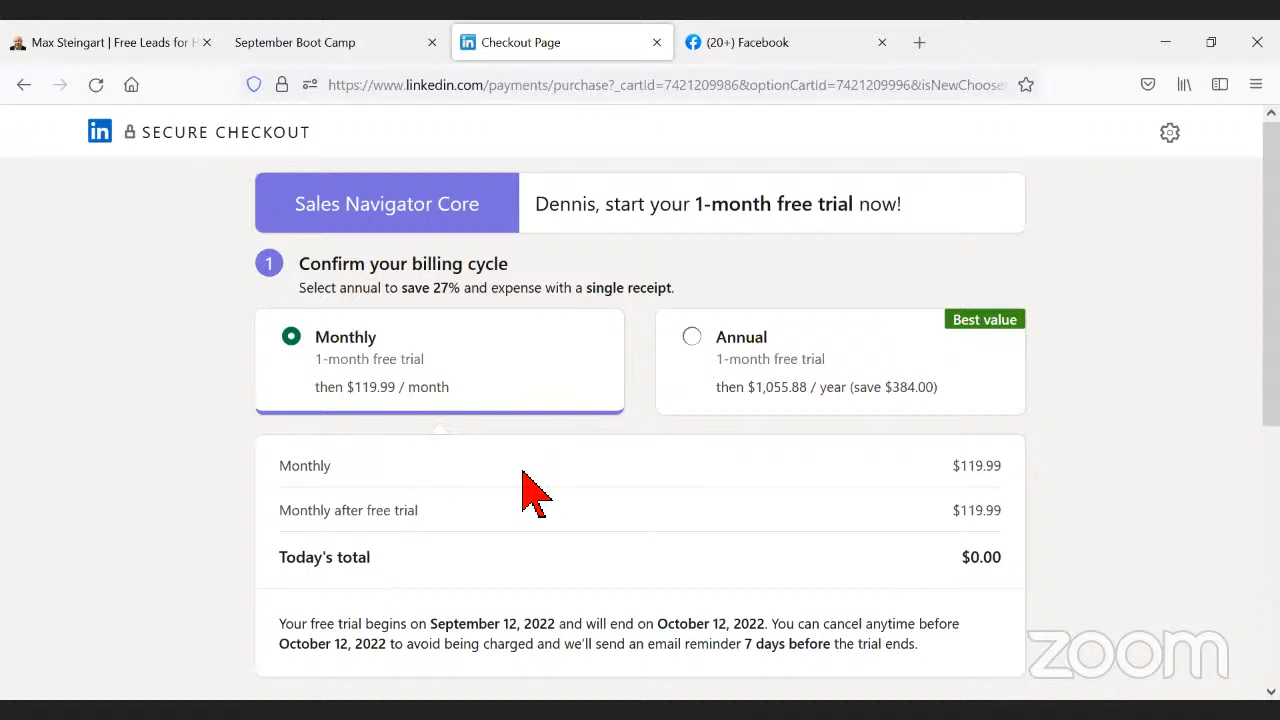 Max Steingart | Free Leads for H
September Boot Camp
Checkout Page
(20+) Facebook
https://www.linkedin.com/payments/purchase?_cartId=7421209986&optionCartId=7421209996&isNewChoose
in SECURE CHECKOUT
Sales Navigator Core
Dennis, start your 1-month free trial now!
1 Confirm your billing cycle
Select annual to save 27% and expense with a single receipt.
Best value
Monthly
1-month free trial
then $119.99 / month
Annual
1-month free trial
then $1,055.88 / year (save $384.00)
Monthly $119.99
Monthly after free trial $119.99
Today's total $0.00
Your free trial begins on September 12, 2022 and will end on October 12, 2022. You can cancel anytime before
October 12, 2022 to avoid being charged and we'll send an email reminder 7 days before the trial ends.
zoom